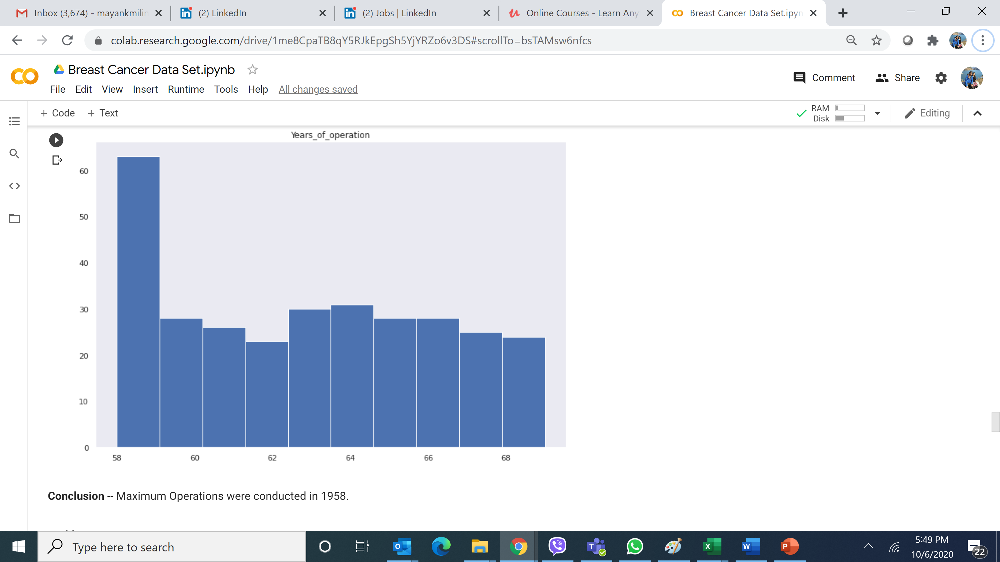 Inbox (3,674) - mayankmilin
(2) LinkedIn
(2) Jobs | LinkedIn
Online Courses - Learn Any
Breast Cancer Data Set.ipyn
colab.research.google.com/drive/1me8CpaTB8qY5RJkEpgSh5YjYRZo6v3DS#scrollTo=bsTAMsw6nfcs
Breast Cancer Data Set.ipynb
Comment
Share
File Edit View Insert Runtime Tools Help All changes saved
+ Code + Text
RAM
Disk
Editing
Years_of_operation
60
50
40
30
20
10
0
58 60 62 64 66 68
Conclusion -- Maximum Operations were conducted in 1958.
Type here to search
5:49 PM
10/6/2020
22